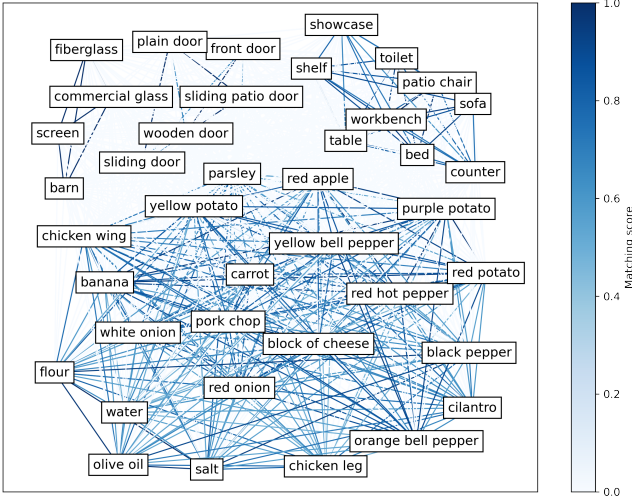 showcase
plain door
front door
fiberglass
toilet
shelf
patio chair
commercial glass
sliding patio door
sofa
workbench
screen
wooden door
table
bed
sliding door
counter
parsley
red apple
barn
yellow potato
purple potato
chicken wing
yellow bell pepper
carrot
red potato
banana
red hot pepper
pork chop
white onion
block of cheese
black pepper
flour
red onion
cilantro
water
orange bell pepper
olive oil
salt
chicken leg
1.0
0.8
0.6
0.4
0.2
0.0
Matching score